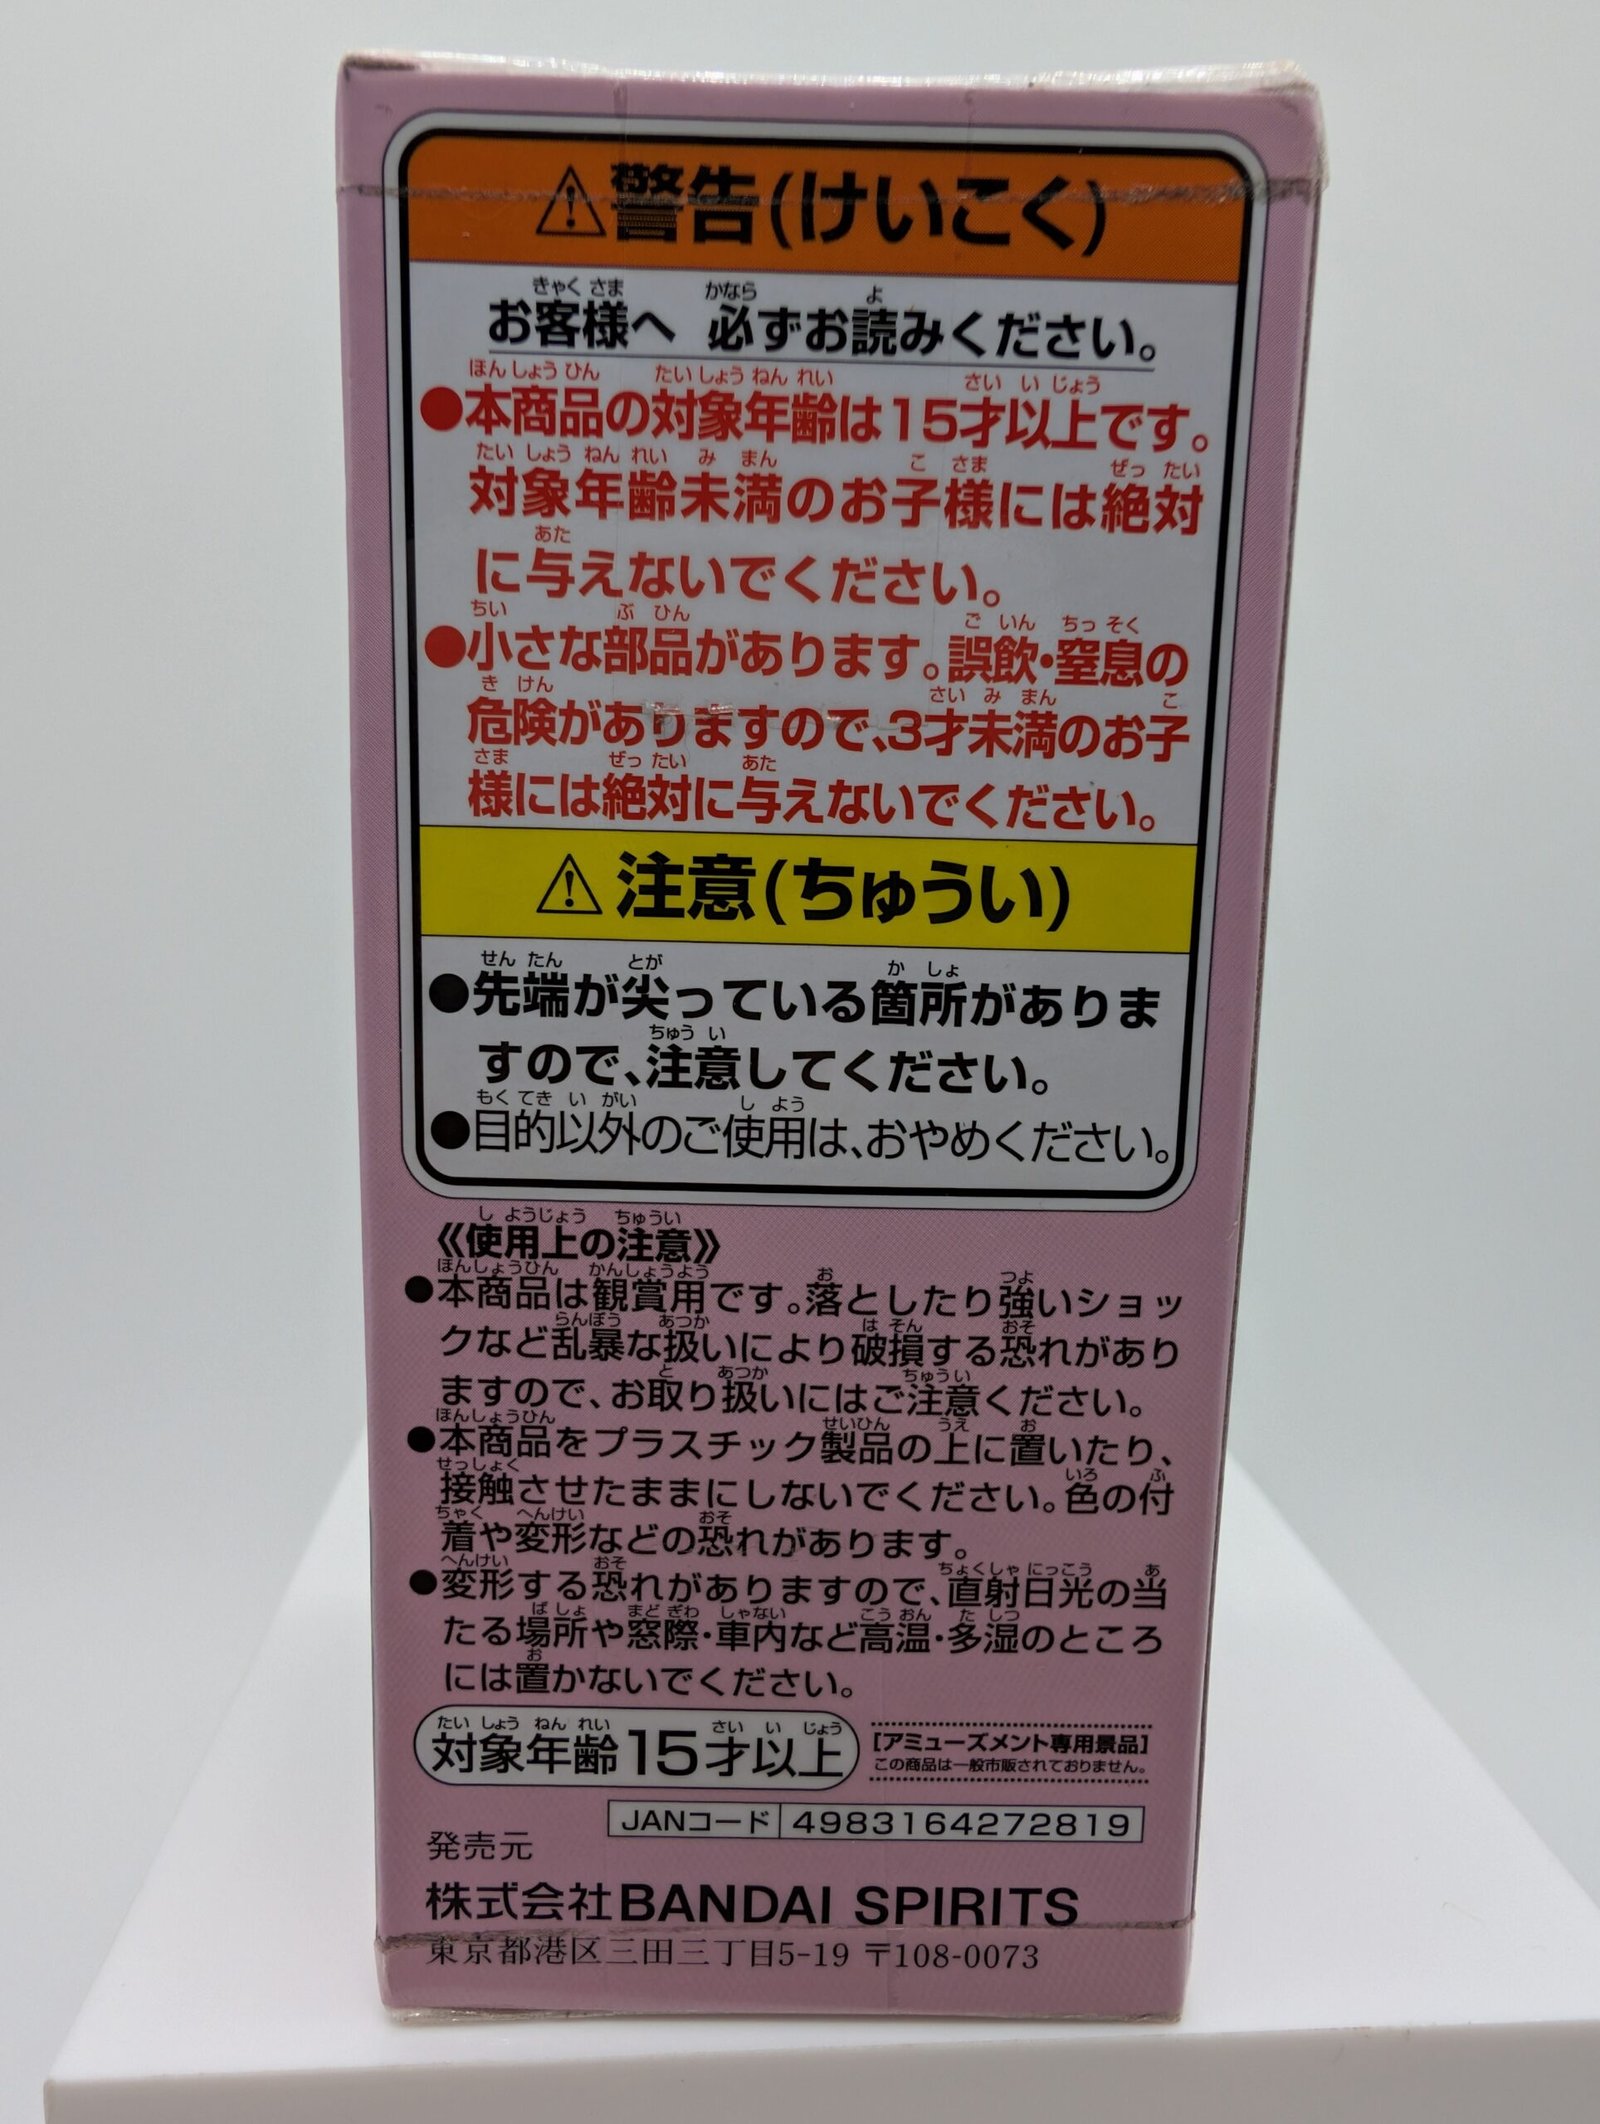 ⚠警告(けいこく)
お客様へ 必ずお読みください。
●本商品の対象年齢は15才以上です。
対象年齢未満のお子様には絶対
に与えないでください。
●小さな部品があります。誤飲・窒息の
危険がありますので、3才未満のお子
様には絶対に与えないでください。
⚠注意(ちゅうい)
●先端が尖っている箇所がありま
すので、注意してください。
●目的以外のご使用は、おやめください。
《使用上の注意》
●本商品は観賞用です。落としたり強いショッ
クなど乱暴な扱いにより破損する恐れがあり
ますので、お取り扱いにはご注意ください。
●本商品をプラスチック製品の上に置いたり、
接触させたままにしないでください。色の付
着や変形などの恐れがあります。
●変形する恐れがありますので、直射日光の当
たる場所や窓際・車内など高温・多湿のところ
には置かないでください。
対象年齢15才以上
[アミューズメント専用景品]
この商品は一般市販されておりません。
JANコード 4983164272819
発売元
株式会社BANDAI SPIRITS
東京都港区三田三丁目5-19 〒108-0073